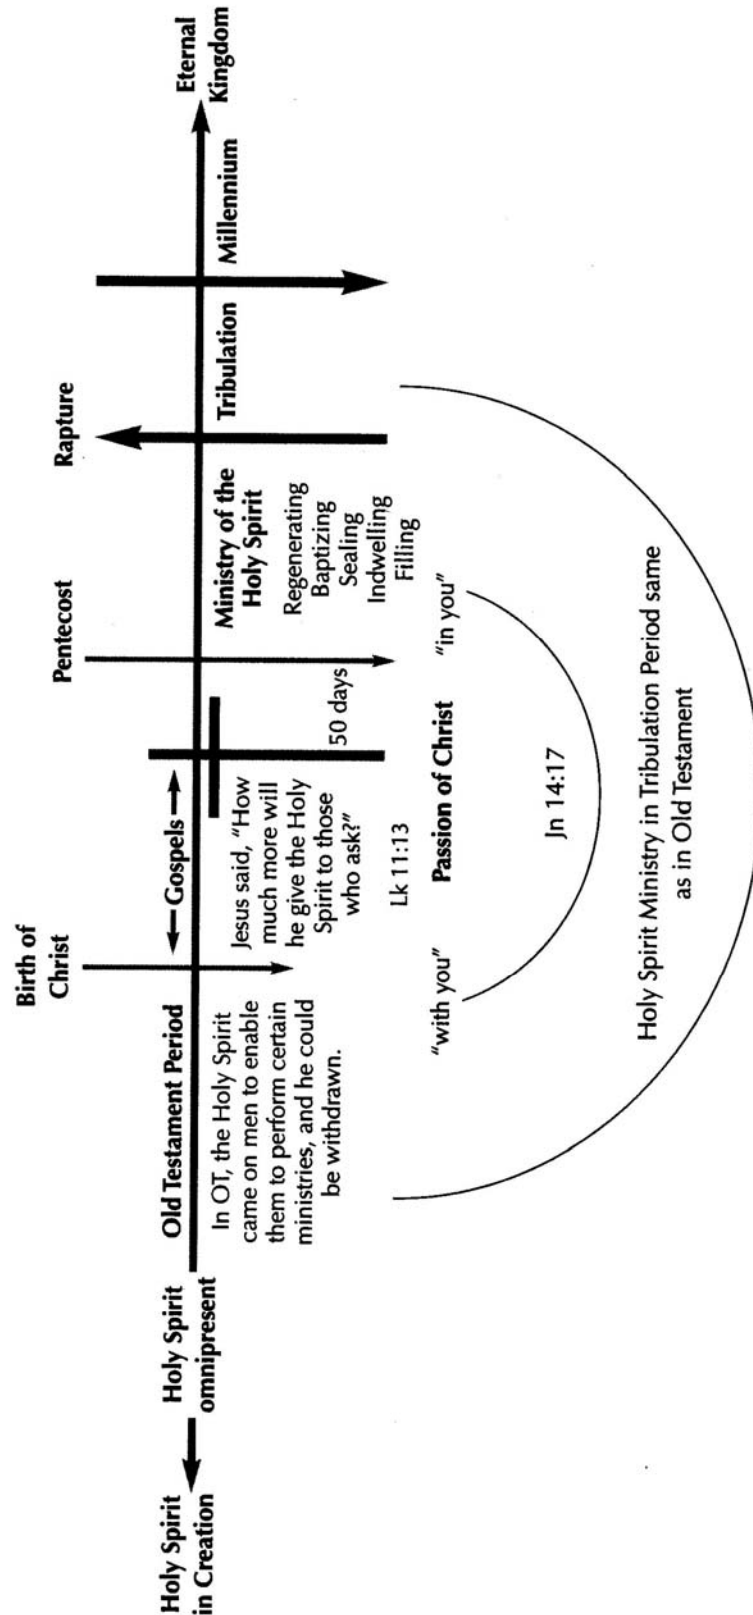 Holy Spirit
in Creation
Holy Spirit
omnipresent
Old Testament Period
In OT, the Holy Spirit
came on men to enable
them to perform certain
ministries, and he could
be withdrawn.
Birth of
Christ
Gospels
Jesus said, "How
much more will
he give the Holy
Spirit to those
who ask?"
Lk 11:13
50 days
Pentecost
Ministry of the
Holy Spirit
Regenerating
Baptizing
Sealing
Indwelling
Filling
Rapture
Tribulation
Millennium
Eternal
Kingdom
"with you"
Passion of Christ
"in you"
Jn 14:17
Holy Spirit Ministry in Tribulation Period same
as in Old Testament